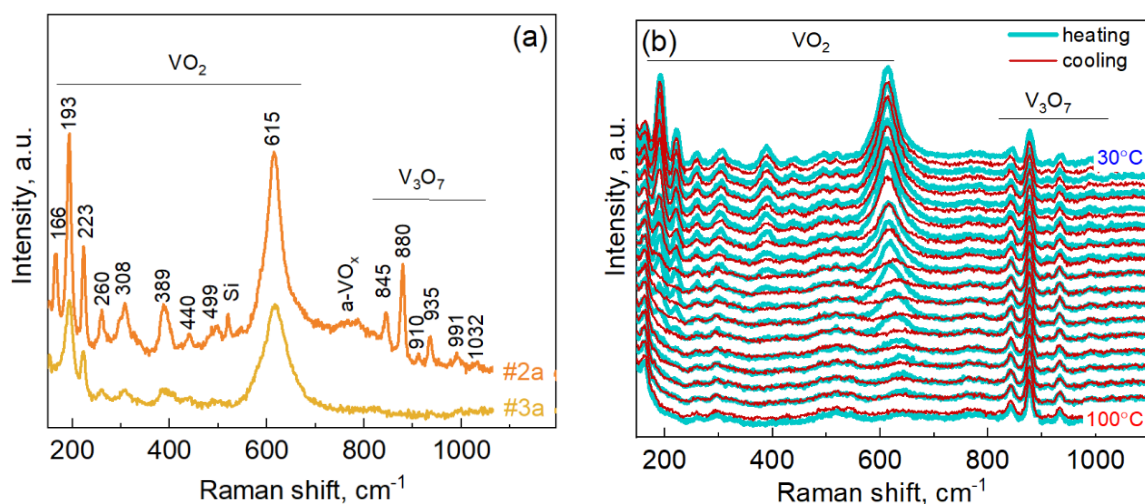 (a)
VO₂
166
193
223
260
308
389
440
499
Si
615
a-VOₓ
V₃O₇
845
880
910
935
991
1032
#2a
#3a
Intensity, a.u.
200 400 600 800 1000
Raman shift, cm⁻¹
(b)
heating
cooling
VO₂
V₃O₇
30°C
100°C
Intensity, a.u.
200 400 600 800 1000
Raman shift, cm⁻¹